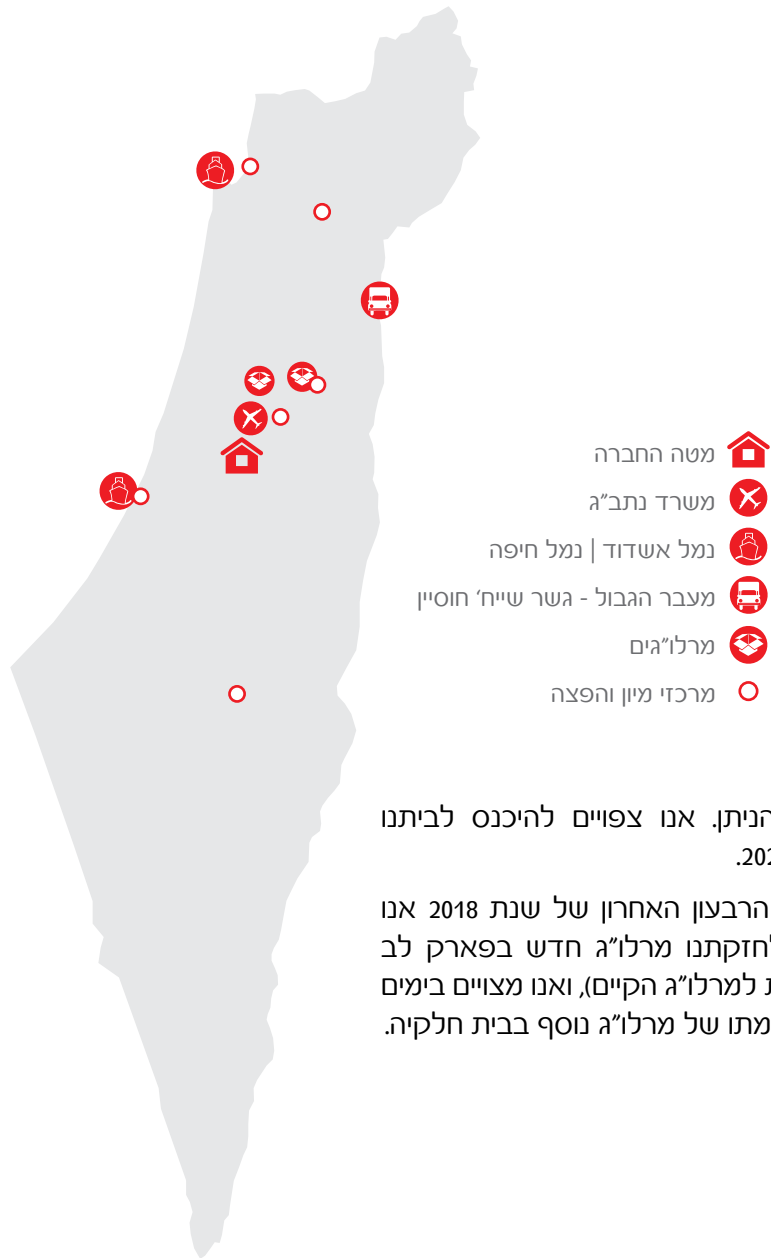 מטה החברה
משרד נתב"ג
נמל אשדוד | נמל חיפה
מעבר הגבול - גשר שייח' חוסיין
מרלו"גים
מרכזי מיון והפצה
הניתן. אנו צפויים להיכנס לביתנו
הרבעון האחרון של שנת 2018 אנו
לחזקתנו מרלו"ג חדש בפארק לב
למרלו"ג הקיים), ואנו מצויים בימים
של מרלו"ג נוסף בבית חלקיה.